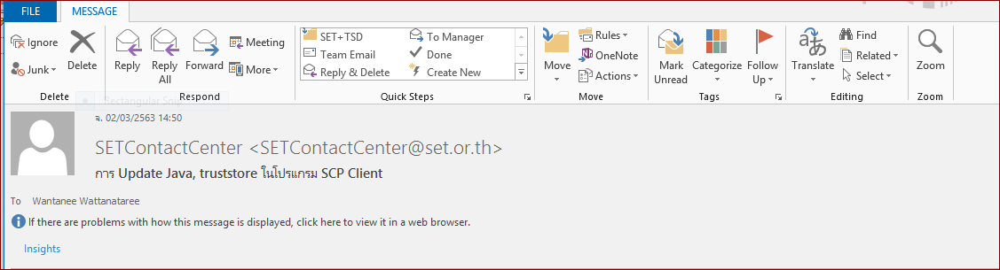 FILE MESSAGE
Ignore
Junk
Delete
Reply
Reply All
Forward
Meeting
More
SET+TSD
Team Email
Reply & Delete
To Manager
Done
Create New
Move
Rules
OneNote
Actions
Mark Unread
Categorize
Follow Up
Translate
Find
Related
Select
Zoom
Delete Respond Quick Steps Move Tags Editing Zoom
Rectangular Snip
จ. 02/03/2563 14:50
SETContactCenter <SETContactCenter@set.or.th>
การ Update Java, truststore ในโปรแกรม SCP Client
To Wantanee Wattanataree
If there are problems with how this message is displayed, click here to view it in a web browser.
Insights